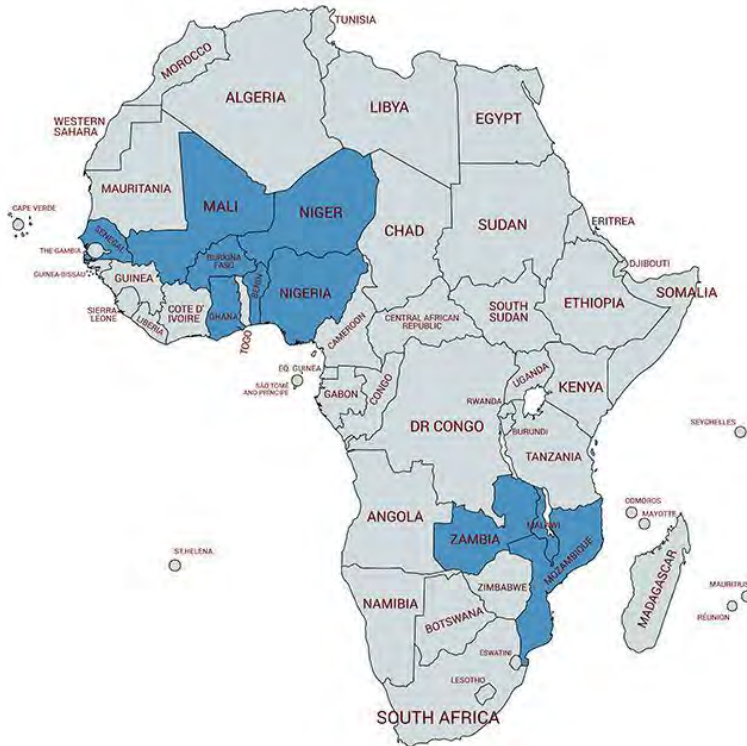 TUNISIA
MOROCCO
ALGERIA
LIBYA
EGYPT
WESTERN
SAHARA
MAURITANIA
MALI
NIGER
CHAD
SUDAN
ERITREA
CAPE VERDE
SENEGAL
THE GAMBIA
GUINEA-BISSAU
GUINEA
BURKINA
FASO
BENIN
NIGERIA
DJIBOUTI
SOMALIA
ETHIOPIA
SIERRA
LEONE
LIBERIA
COTE D'
IVOIRE
GHANA
TOGO
CAMEROON
CENTRAL AFRICAN
REPUBLIC
SOUTH
SUDAN
EQ. GUINEA
SÃO TOMÉ
AND PRÍNCIPE
GABON
CONGO
DR CONGO
UGANDA
KENYA
RWANDA
BURUNDI
TANZANIA
SEYCHELLES
COMOROS
MAYOTTE
ANGOLA
ZAMBIA
MALAWI
MOZAMBIQUE
ST.HELENA
ZIMBABWE
MADAGASCAR
MAURITIUS
RÉUNION
NAMIBIA
BOTSWANA
ESWATINI
LESOTHO
SOUTH AFRICA